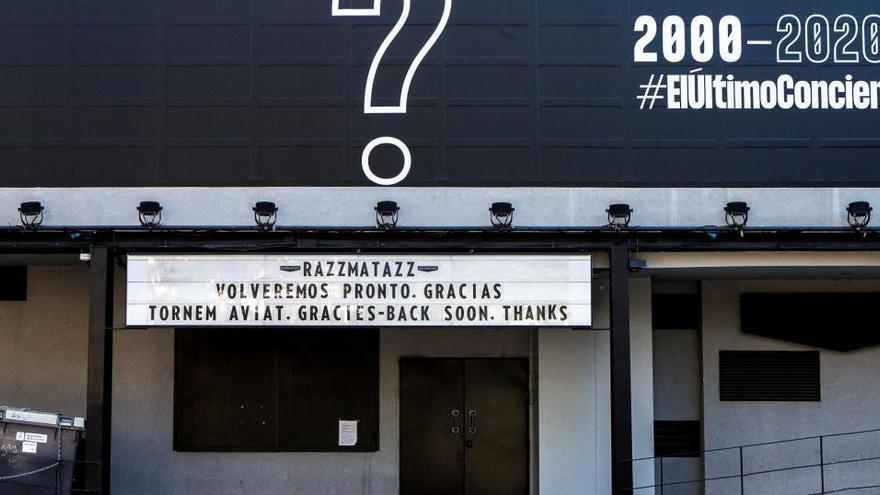 ?
2000–2020
#ElÚltimoConcier
RAZZMATAZZ
VOLVEREMOS PRONTO. GRACIAS
TORNEM AVIAT. GRACIES-BACK SOON. THANKS